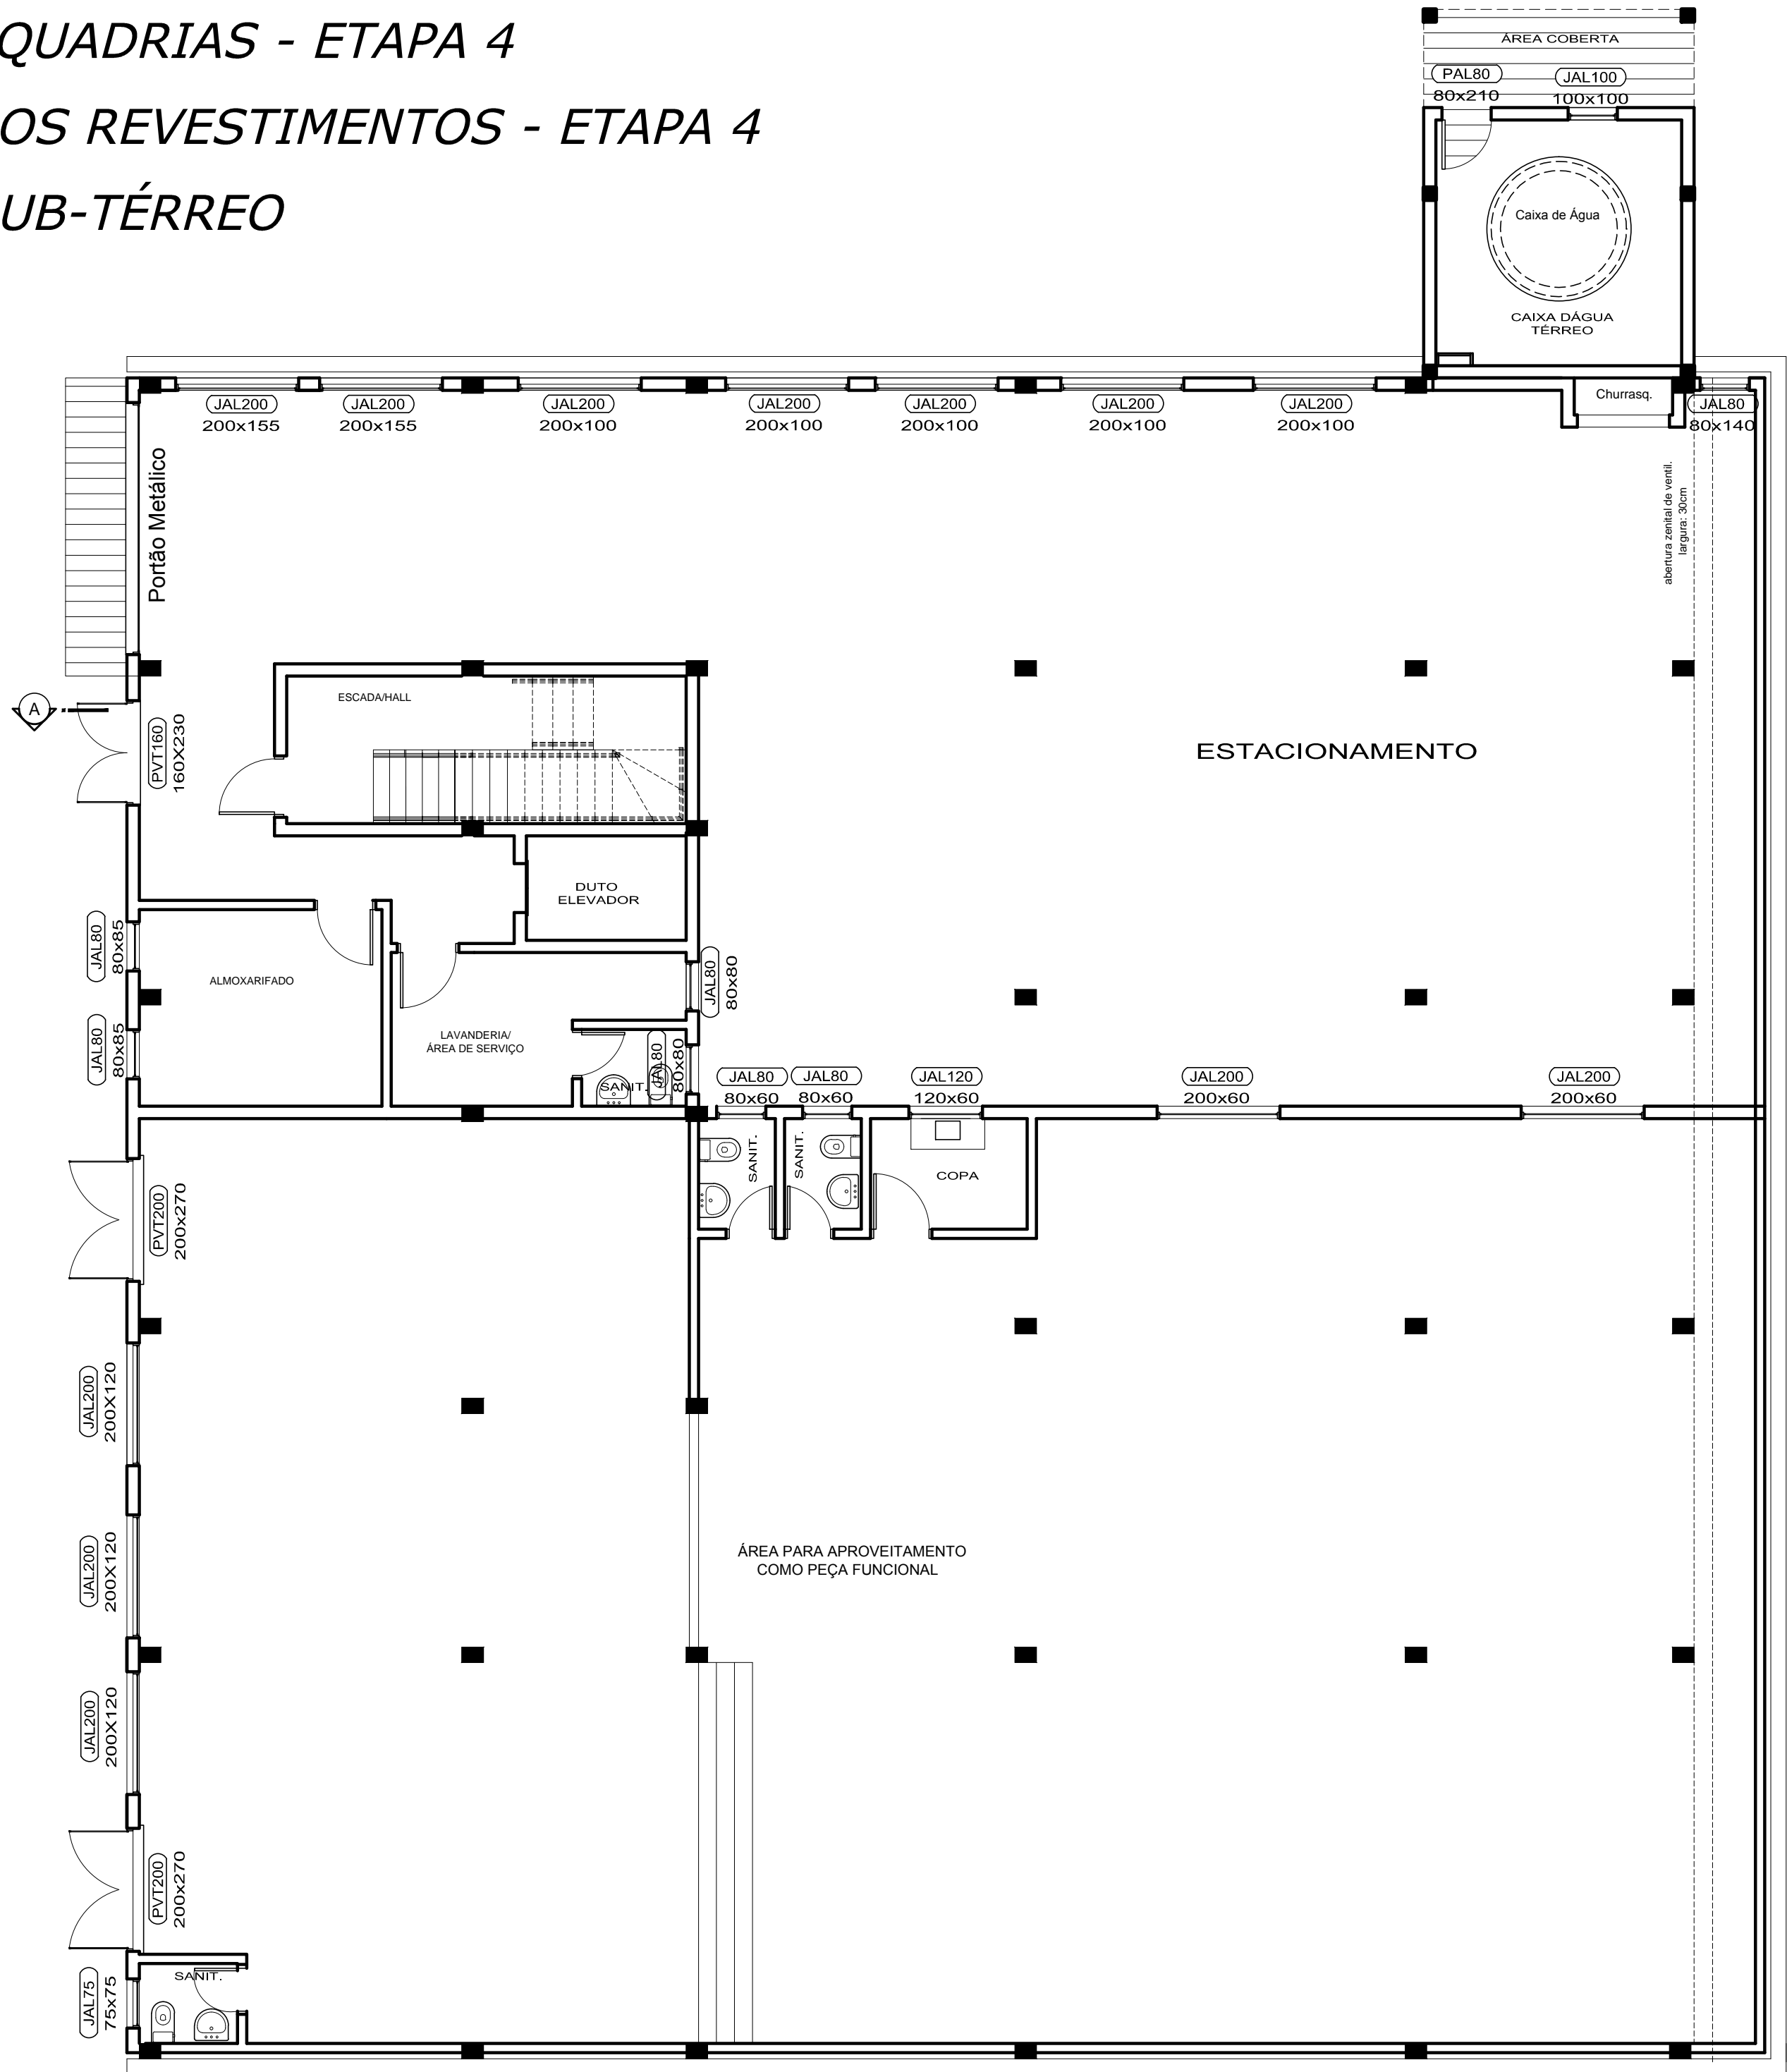 QUADRIAS - ETAPA 4
OS REVESTIMENTOS - ETAPA 4
UB-TÉRREO
ÁREA COBERTA
PAL80
80x210
JAL100
100x100
Caixa de Água
CAIXA DÁGUA
TÉRREO
JAL200
200x155
JAL200
200x155
JAL200
200x100
JAL200
200x100
JAL200
200x100
JAL200
200x100
JAL200
200x100
Churrasq.
JAL80
80x140
Portão Metálico
abertura zenital de ventil.
largura: 30cm
A
ESCADA/HALL
PVT160
160X230
ESTACIONAMENTO
DUTO
ELEVADOR
JAL80
80x85
ALMOXARIFADO
JAL80
80x80
JAL80
80x85
LAVANDERIA/
ÁREA DE SERVIÇO
SANIT.
JAL80
80x80
JAL80
80x60
JAL80
80x60
JAL120
120x60
JAL200
200x60
JAL200
200x60
SANIT.
SANIT.
COPA
PVT200
200x270
JAL200
200X120
JAL200
200X120
ÁREA PARA APROVEITAMENTO
COMO PEÇA FUNCIONAL
JAL200
200X120
PVT200
200x270
SANIT.
JAL75
75x75